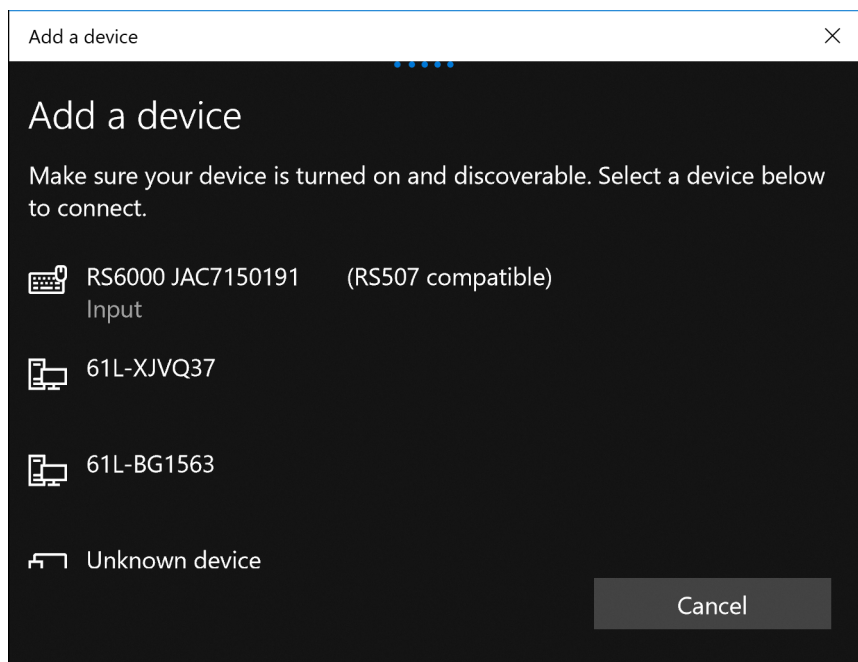 Add a device
Add a device
Make sure your device is turned on and discoverable. Select a device below
to connect.
RS6000 JAC7150191 (RS507 compatible)
Input
61L-XJVQ37
61L-BG1563
Unknown device
Cancel